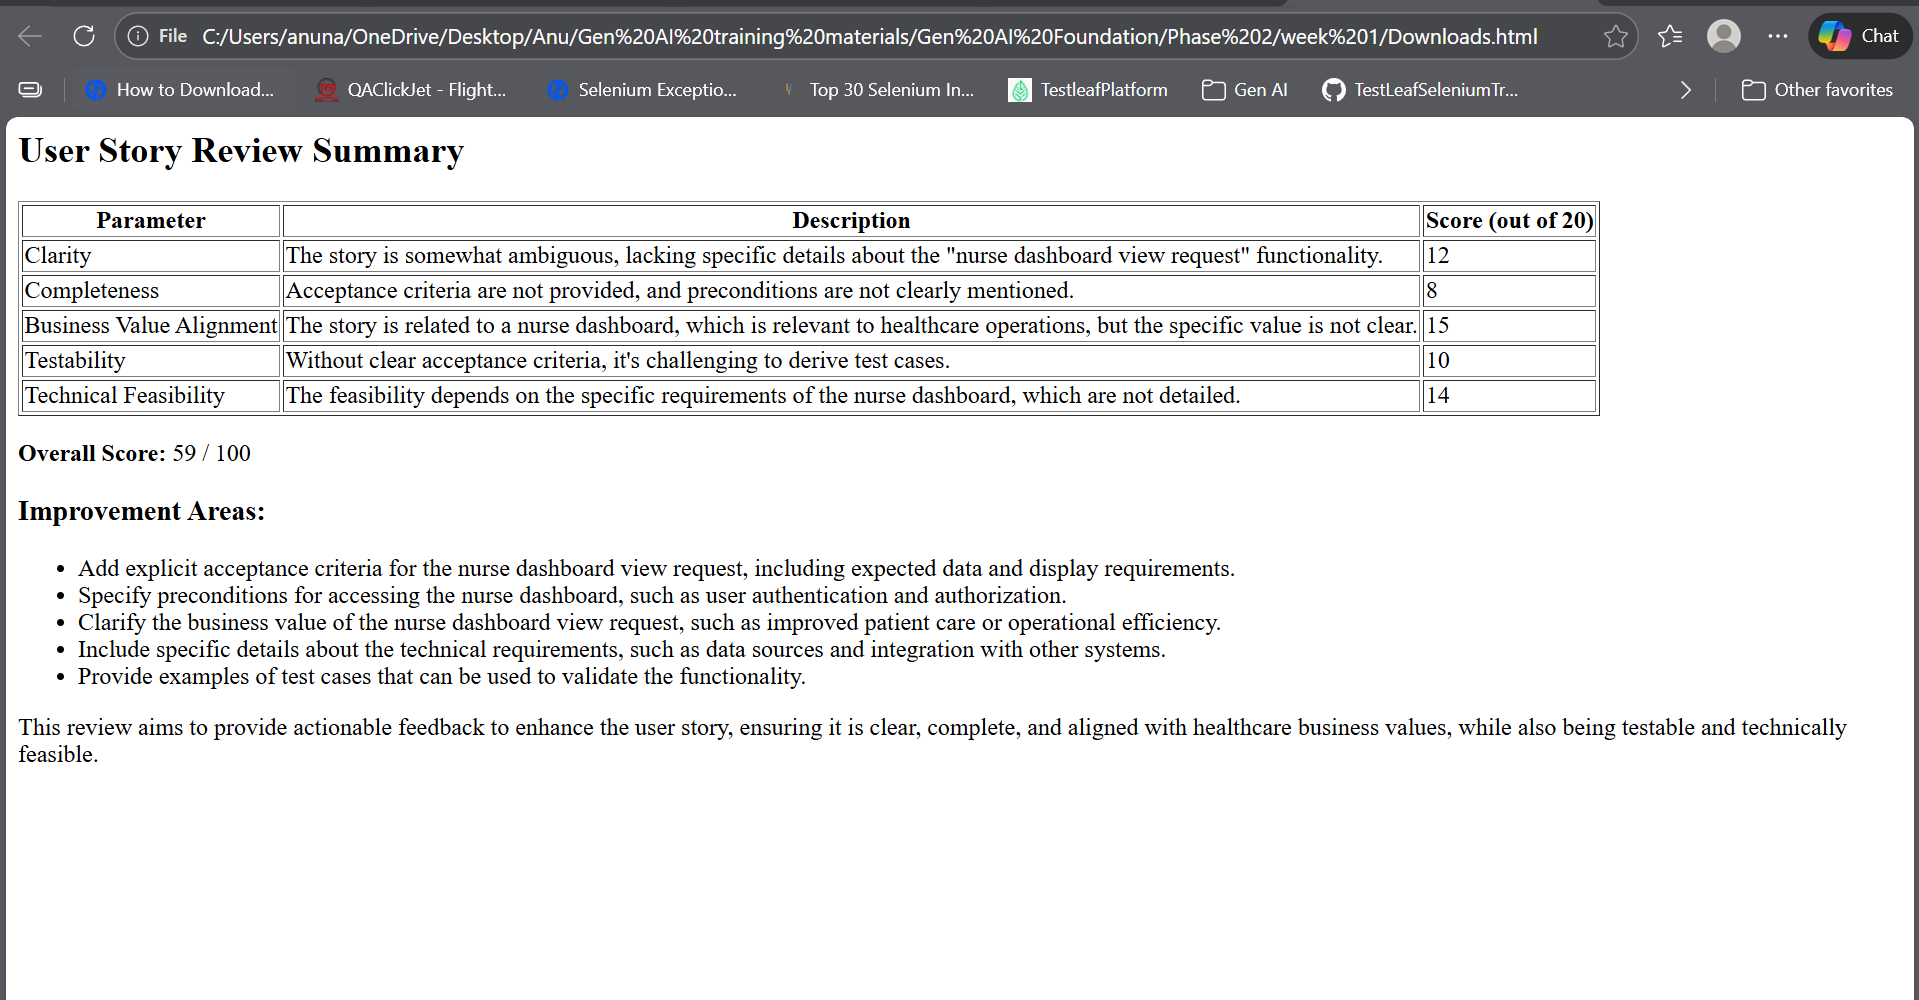 File C:/Users/anuna/OneDrive/Desktop/Anu/Gen%20AI%20training%20materials/Gen%20AI%20Foundation/Phase%202/week%201/Downloads.html Chat
How to Download... QAClickJet - Flight... Selenium Exceptio... Top 30 Selenium In... TestleafPlatform Gen AI TestLeafSeleniumTr... Other favorites
User Story Review Summary
Parameter Description Score (out of 20)
Clarity The story is somewhat ambiguous, lacking specific details about the "nurse dashboard view request" functionality. 12
Completeness Acceptance criteria are not provided, and preconditions are not clearly mentioned. 8
Business Value Alignment The story is related to a nurse dashboard, which is relevant to healthcare operations, but the specific value is not clear. 15
Testability Without clear acceptance criteria, it's challenging to derive test cases. 10
Technical Feasibility The feasibility depends on the specific requirements of the nurse dashboard, which are not detailed. 14
Overall Score: 59 / 100
Improvement Areas:
• Add explicit acceptance criteria for the nurse dashboard view request, including expected data and display requirements.
• Specify preconditions for accessing the nurse dashboard, such as user authentication and authorization.
• Clarify the business value of the nurse dashboard view request, such as improved patient care or operational efficiency.
• Include specific details about the technical requirements, such as data sources and integration with other systems.
• Provide examples of test cases that can be used to validate the functionality.
This review aims to provide actionable feedback to enhance the user story, ensuring it is clear, complete, and aligned with healthcare business values, while also being testable and technically
feasible.